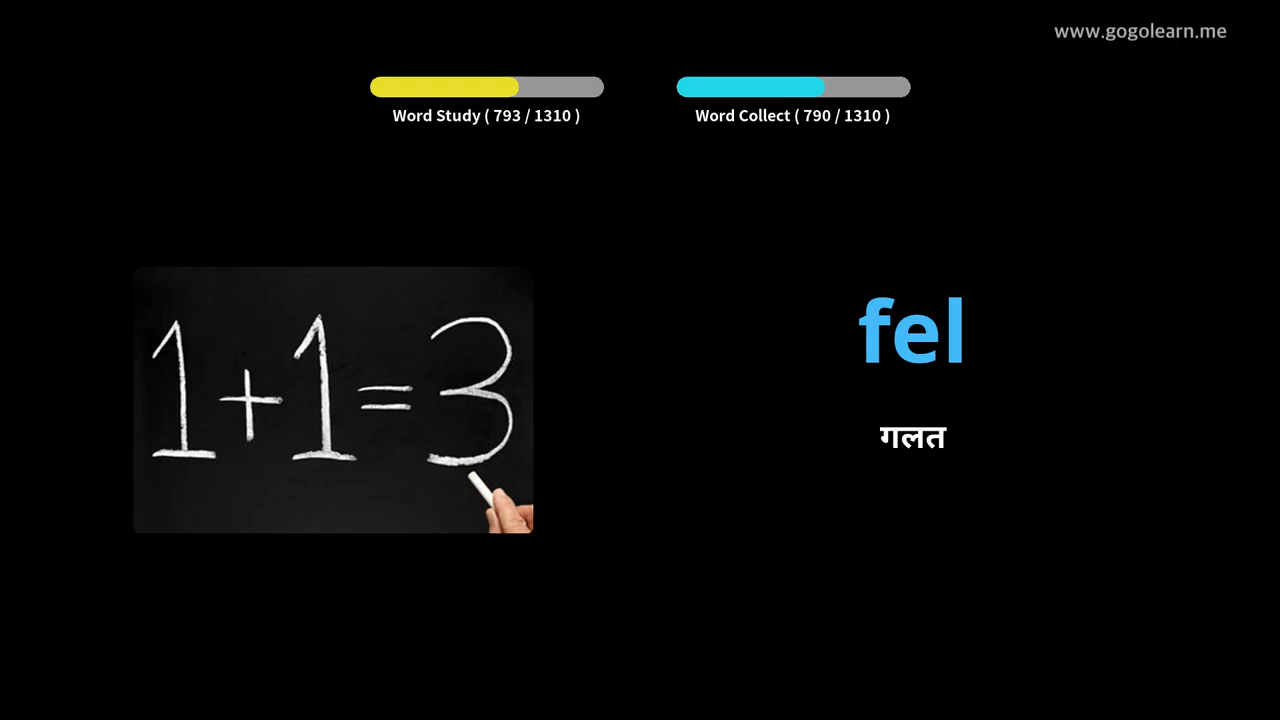 www.gogolearn.me
Word Study ( 793 / 1310 )
Word Collect ( 790 / 1310 )
1+1=3
fel
गलत